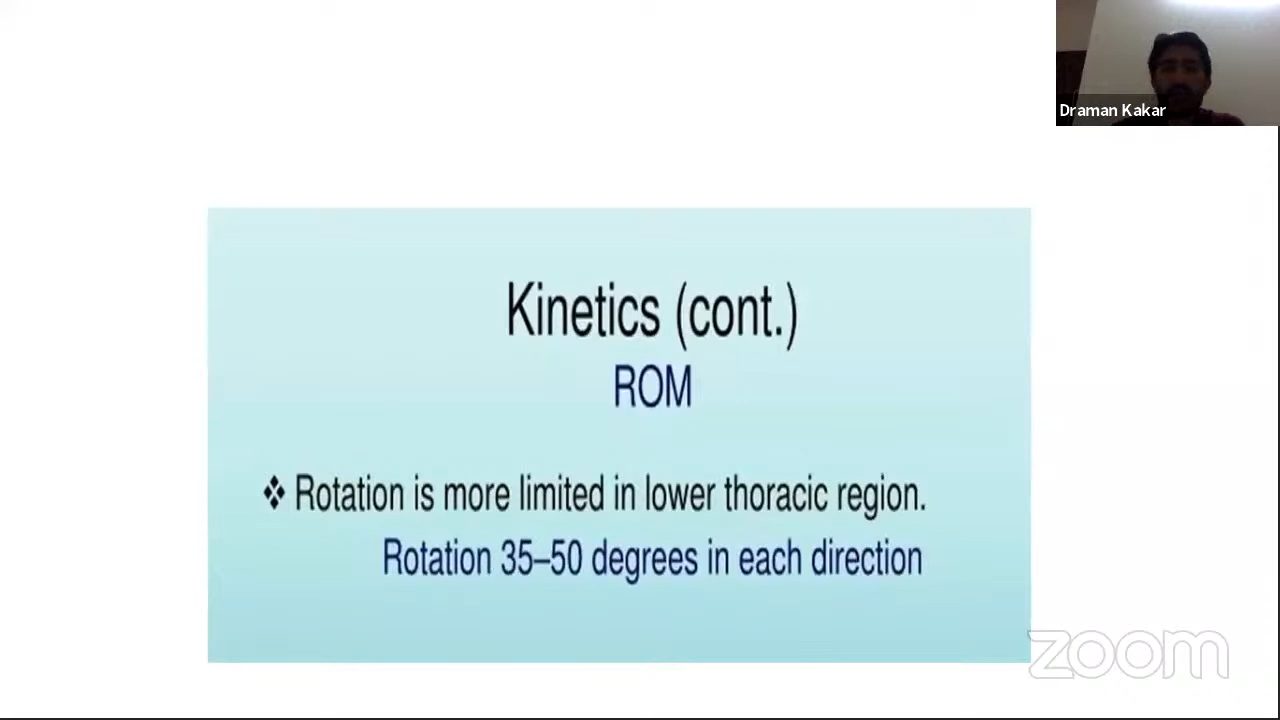 Draman Kakar
Kinetics (cont.)
ROM
❖ Rotation is more limited in lower thoracic region.
Rotation 35–50 degrees in each direction
zoom